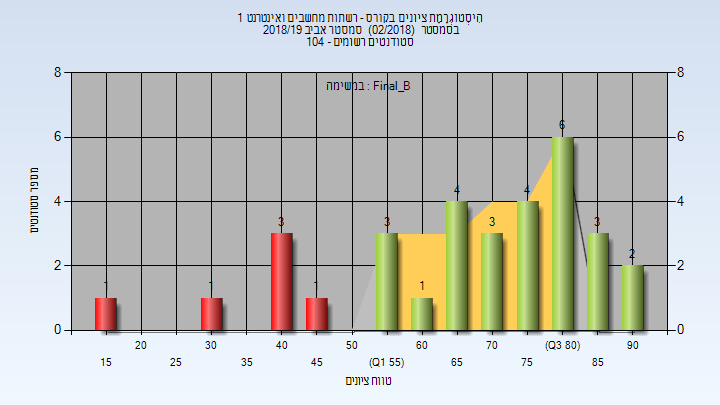 הִיסְטוֹגְרָמַת ציונים בקורס - רשתות מחשבים ואינטרנט 1
בסמסטר (02/2018) סמסטר אביב 2018/19
סטודנטים רשומים - 104
במשימה : Final_B
מספר סטודנטים
8 8
6 6
4 4
2 2
0 0
1 1 3 1 3 1 4 3 4 6 3 2
20 30 40 50 60 70 (Q3 80) 90
15 25 35 45 (Q1 55) 65 75 85
טווח ציונים